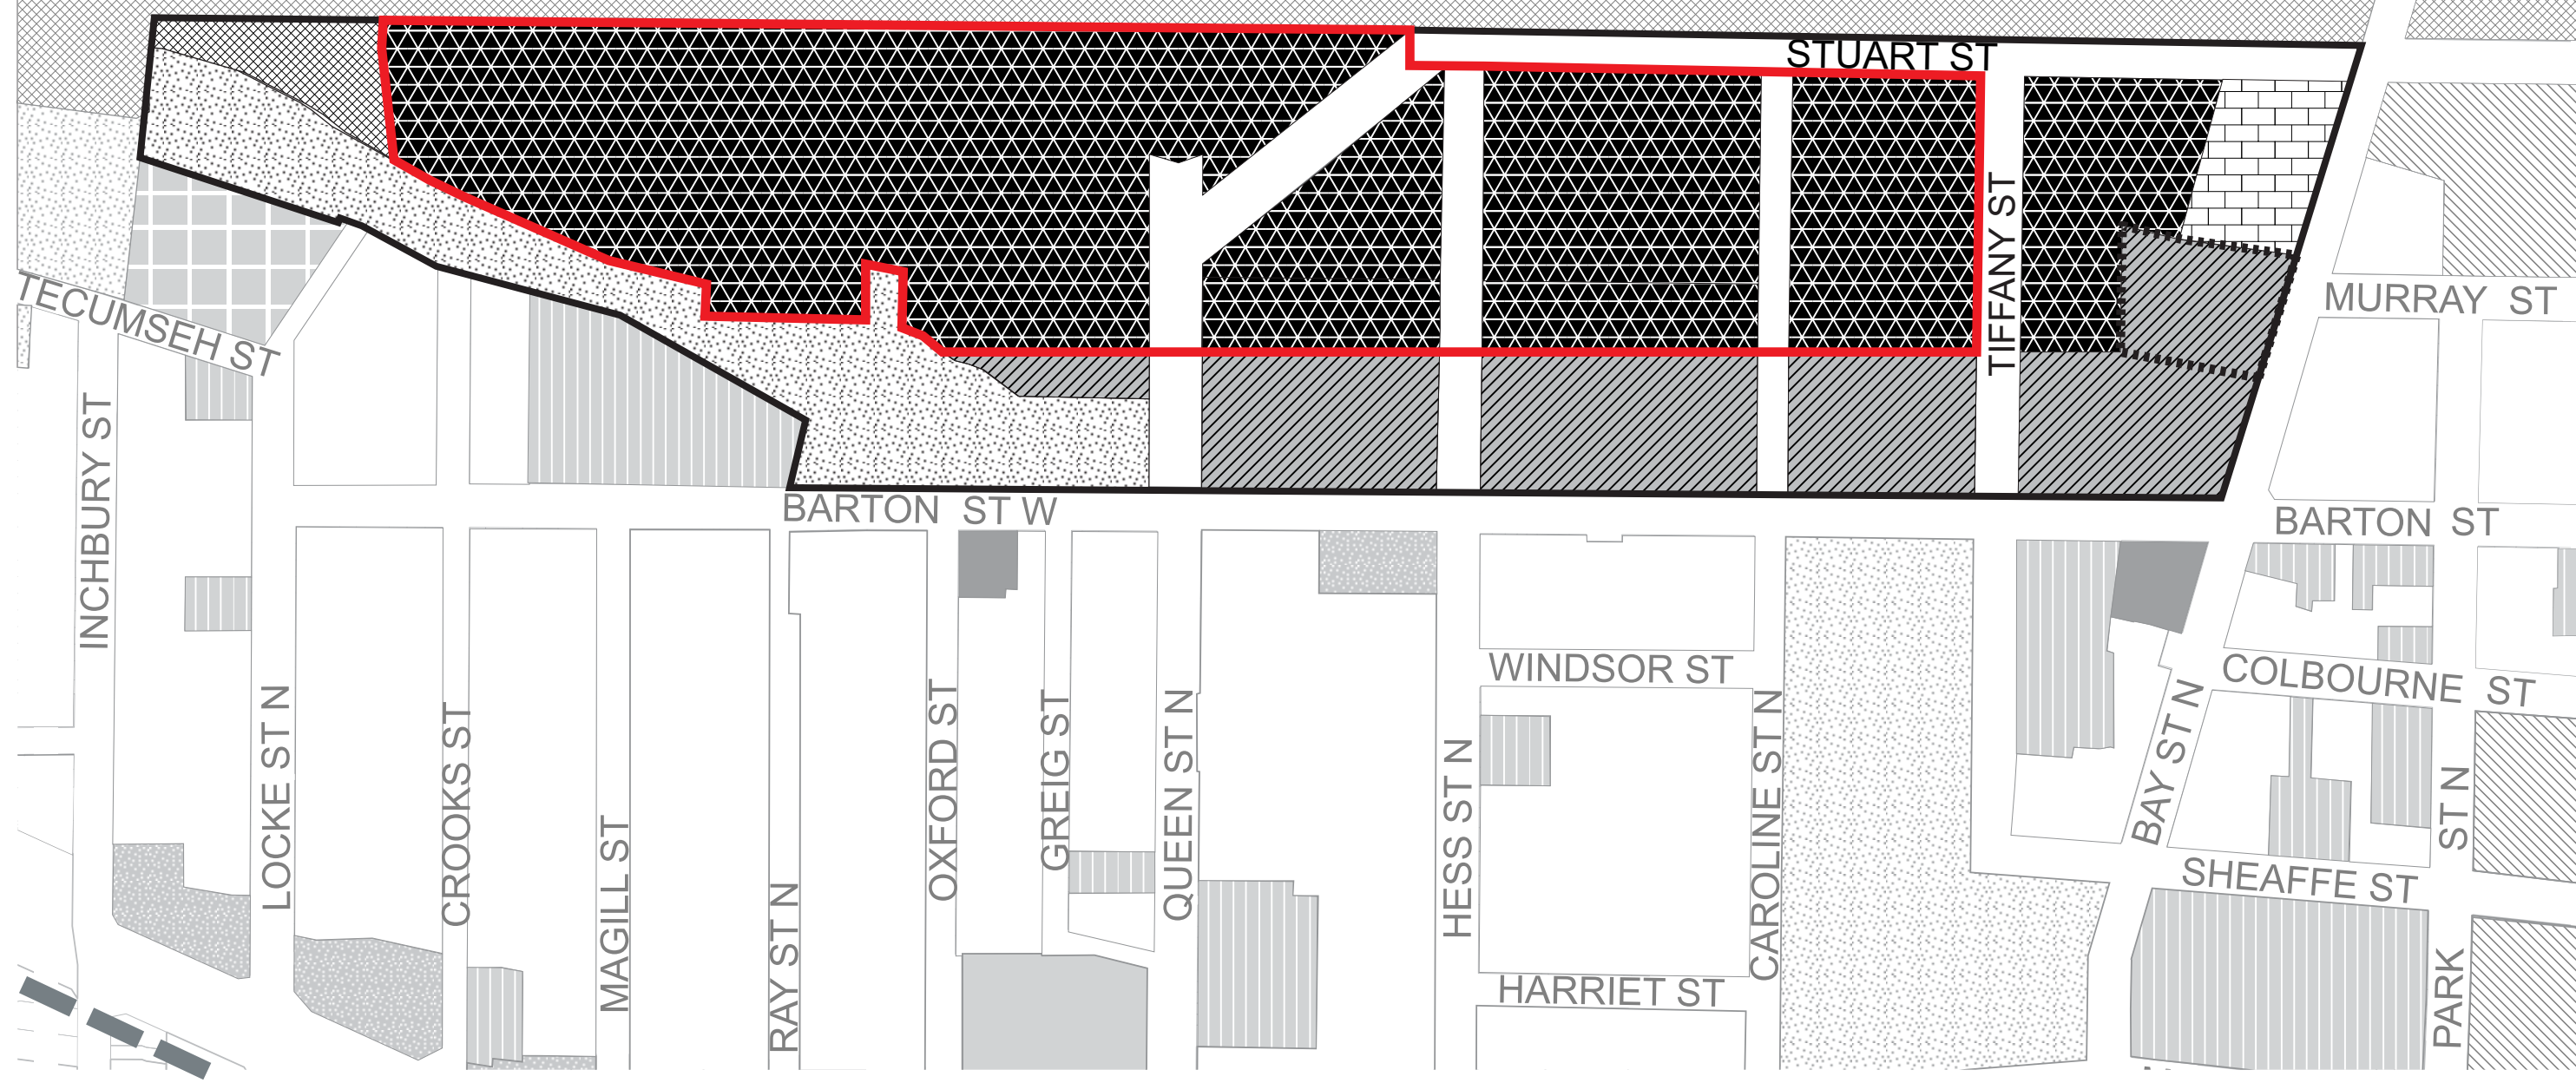 STUART ST
TIFFANY ST
MURRAY ST
TECUMSEH ST
INCHBURY ST
BARTON ST W
BARTON ST
WINDSOR ST
COLBOURNE ST
LOCKE ST N
CROOKS ST
MAGILL ST
RAY ST N
OXFORD ST
GREIG ST
QUEEN ST N
HESS ST N
CAROLINE ST N
BAY ST N
SHEAFFE ST
HARRIET ST
PARK ST N